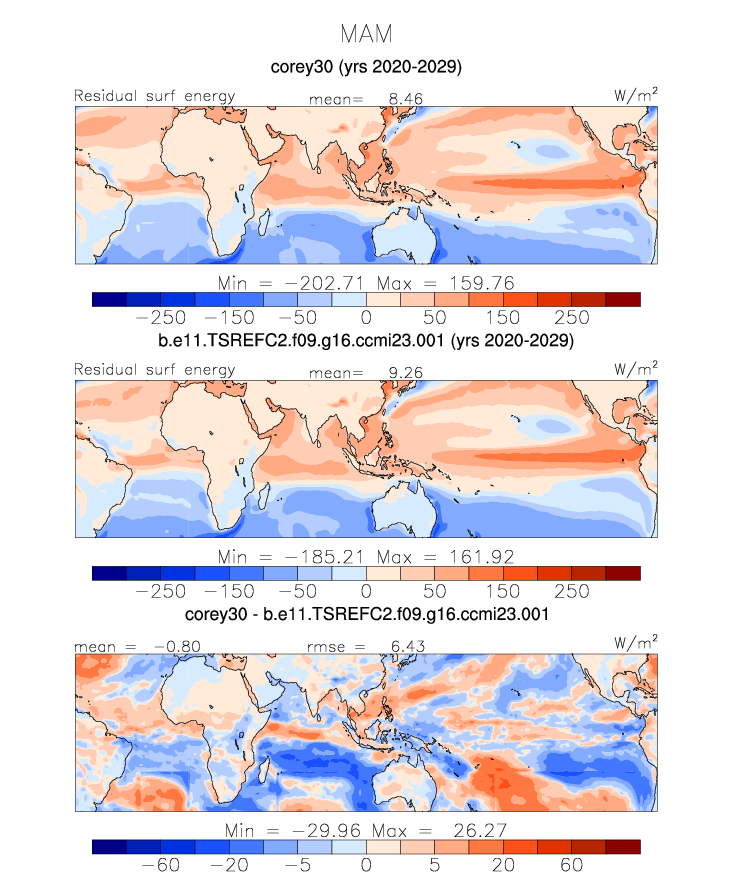 MAM
corey30 (yrs 2020-2029)
Residual surf energy mean= 8.46 W/m²
Min = −202.71 Max = 159.76
−250 −150 −50 0 50 150 250
b.e11.TSREFC2.f09.g16.ccmi23.001 (yrs 2020-2029)
Residual surf energy mean= 9.26 W/m²
Min = −185.21 Max = 161.92
−250 −150 −50 0 50 150 250
corey30 - b.e11.TSREFC2.f09.g16.ccmi23.001
mean = −0.80 rmse = 6.43 W/m²
Min = −29.96 Max = 26.27
−60 −20 −5 0 5 20 60